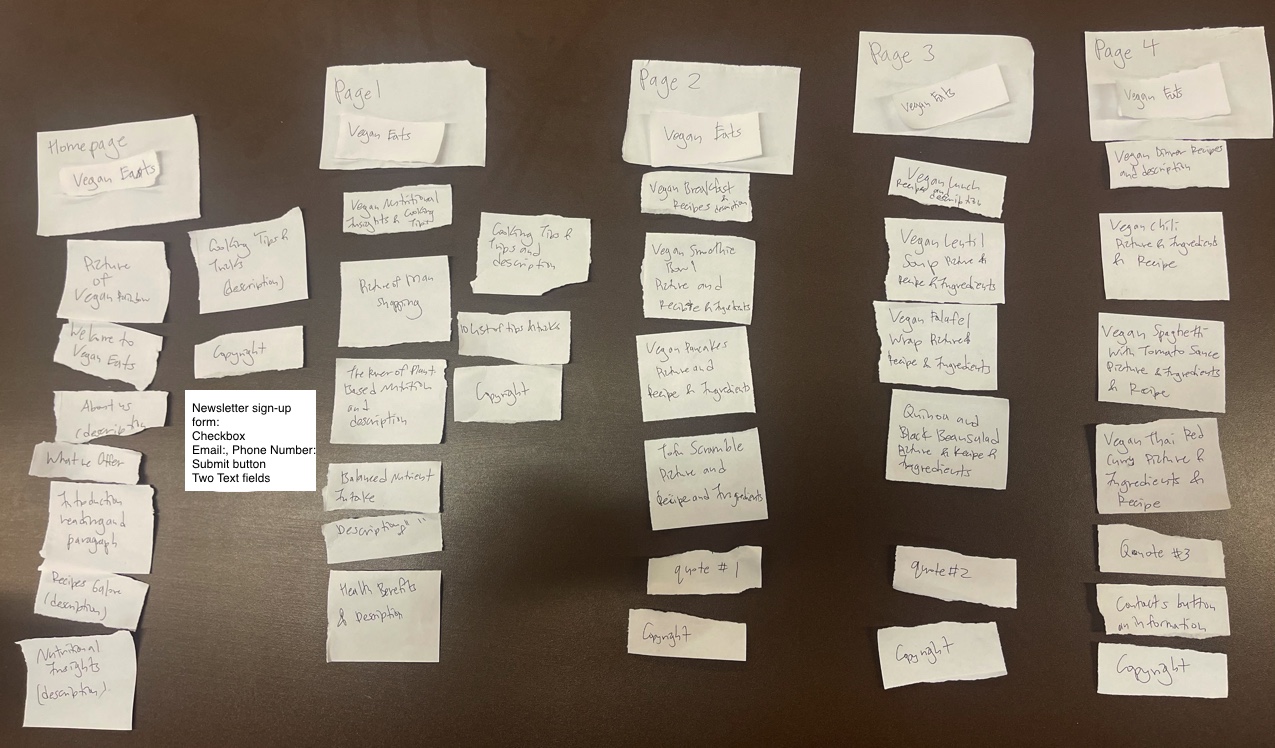 Homepage
Vegan Eats
Picture
of
Vegan
Welcome to
Vegan Eats
About us
(description
What we Offer
Introduction
heading and
paragraph
Recipes Galore
(description)
Nutritional
Insights
(description)
Cooking Tips &
Tricks
(description)
Copyright
Newsletter sign-up
form:
Checkbox
Email:, Phone Number:
Submit button
Two Text fields
Page 1
Vegan Eats
Vegan Nutritional
Insights & Cooking
Tips
Picture of Man
shopping
The Power of Plant
Based Nutrition
and
description
Balanced Nutrient
Intake
Description " "
Health Benefits
& Description
Cooking Tips &
Trips and
description
10 List of tips & tricks
Copyright
Page 2
Vegan Eats
Vegan Breakfast
Recipes & description
Vegan Smoothie
Bowl
Picture and
Recipe & Ingredients
Vegan Pancakes
Picture and
Recipe & Ingredients
Tofu Scramble
Picture and
Recipe and Ingredients
quote # 1
Copyright
Page 3
Vegan Eats
Vegan Lunch
Recipes and description
Vegan Lentil
Soup Picture &
Recipe & Ingredients
Vegan Falafel
Wrap Picture &
Recipe & Ingredients
Quinoa and
Black Bean Salad
Picture & Recipe &
Ingredients
quote #2
Copyright
Page 4
Vegan Eats
Vegan Dinner Recipes
and description
Vegan Chili
Picture & Ingredients
& Recipe
Vegan Spaghetti
With Tomato Sauce
Picture & Ingredients
& Recipe
Vegan Thai Red
Curry Picture &
Ingredients &
Recipe
Quote #3
Contacts button
an information
Copyright